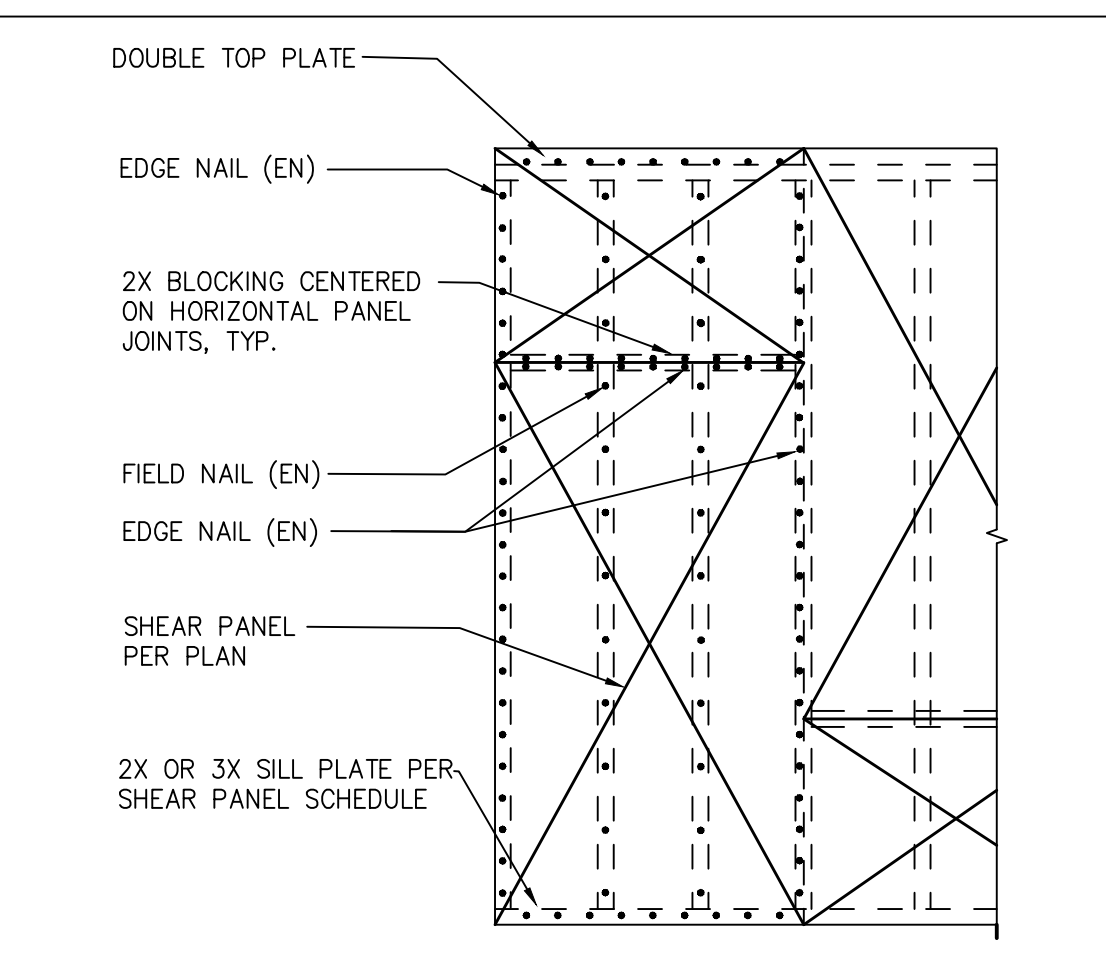 DOUBLE TOP PLATE
EDGE NAIL (EN)
2X BLOCKING CENTERED
ON HORIZONTAL PANEL
JOINTS, TYP.
FIELD NAIL (EN)
EDGE NAIL (EN)
SHEAR PANEL
PER PLAN
2X OR 3X SILL PLATE PER
SHEAR PANEL SCHEDULE